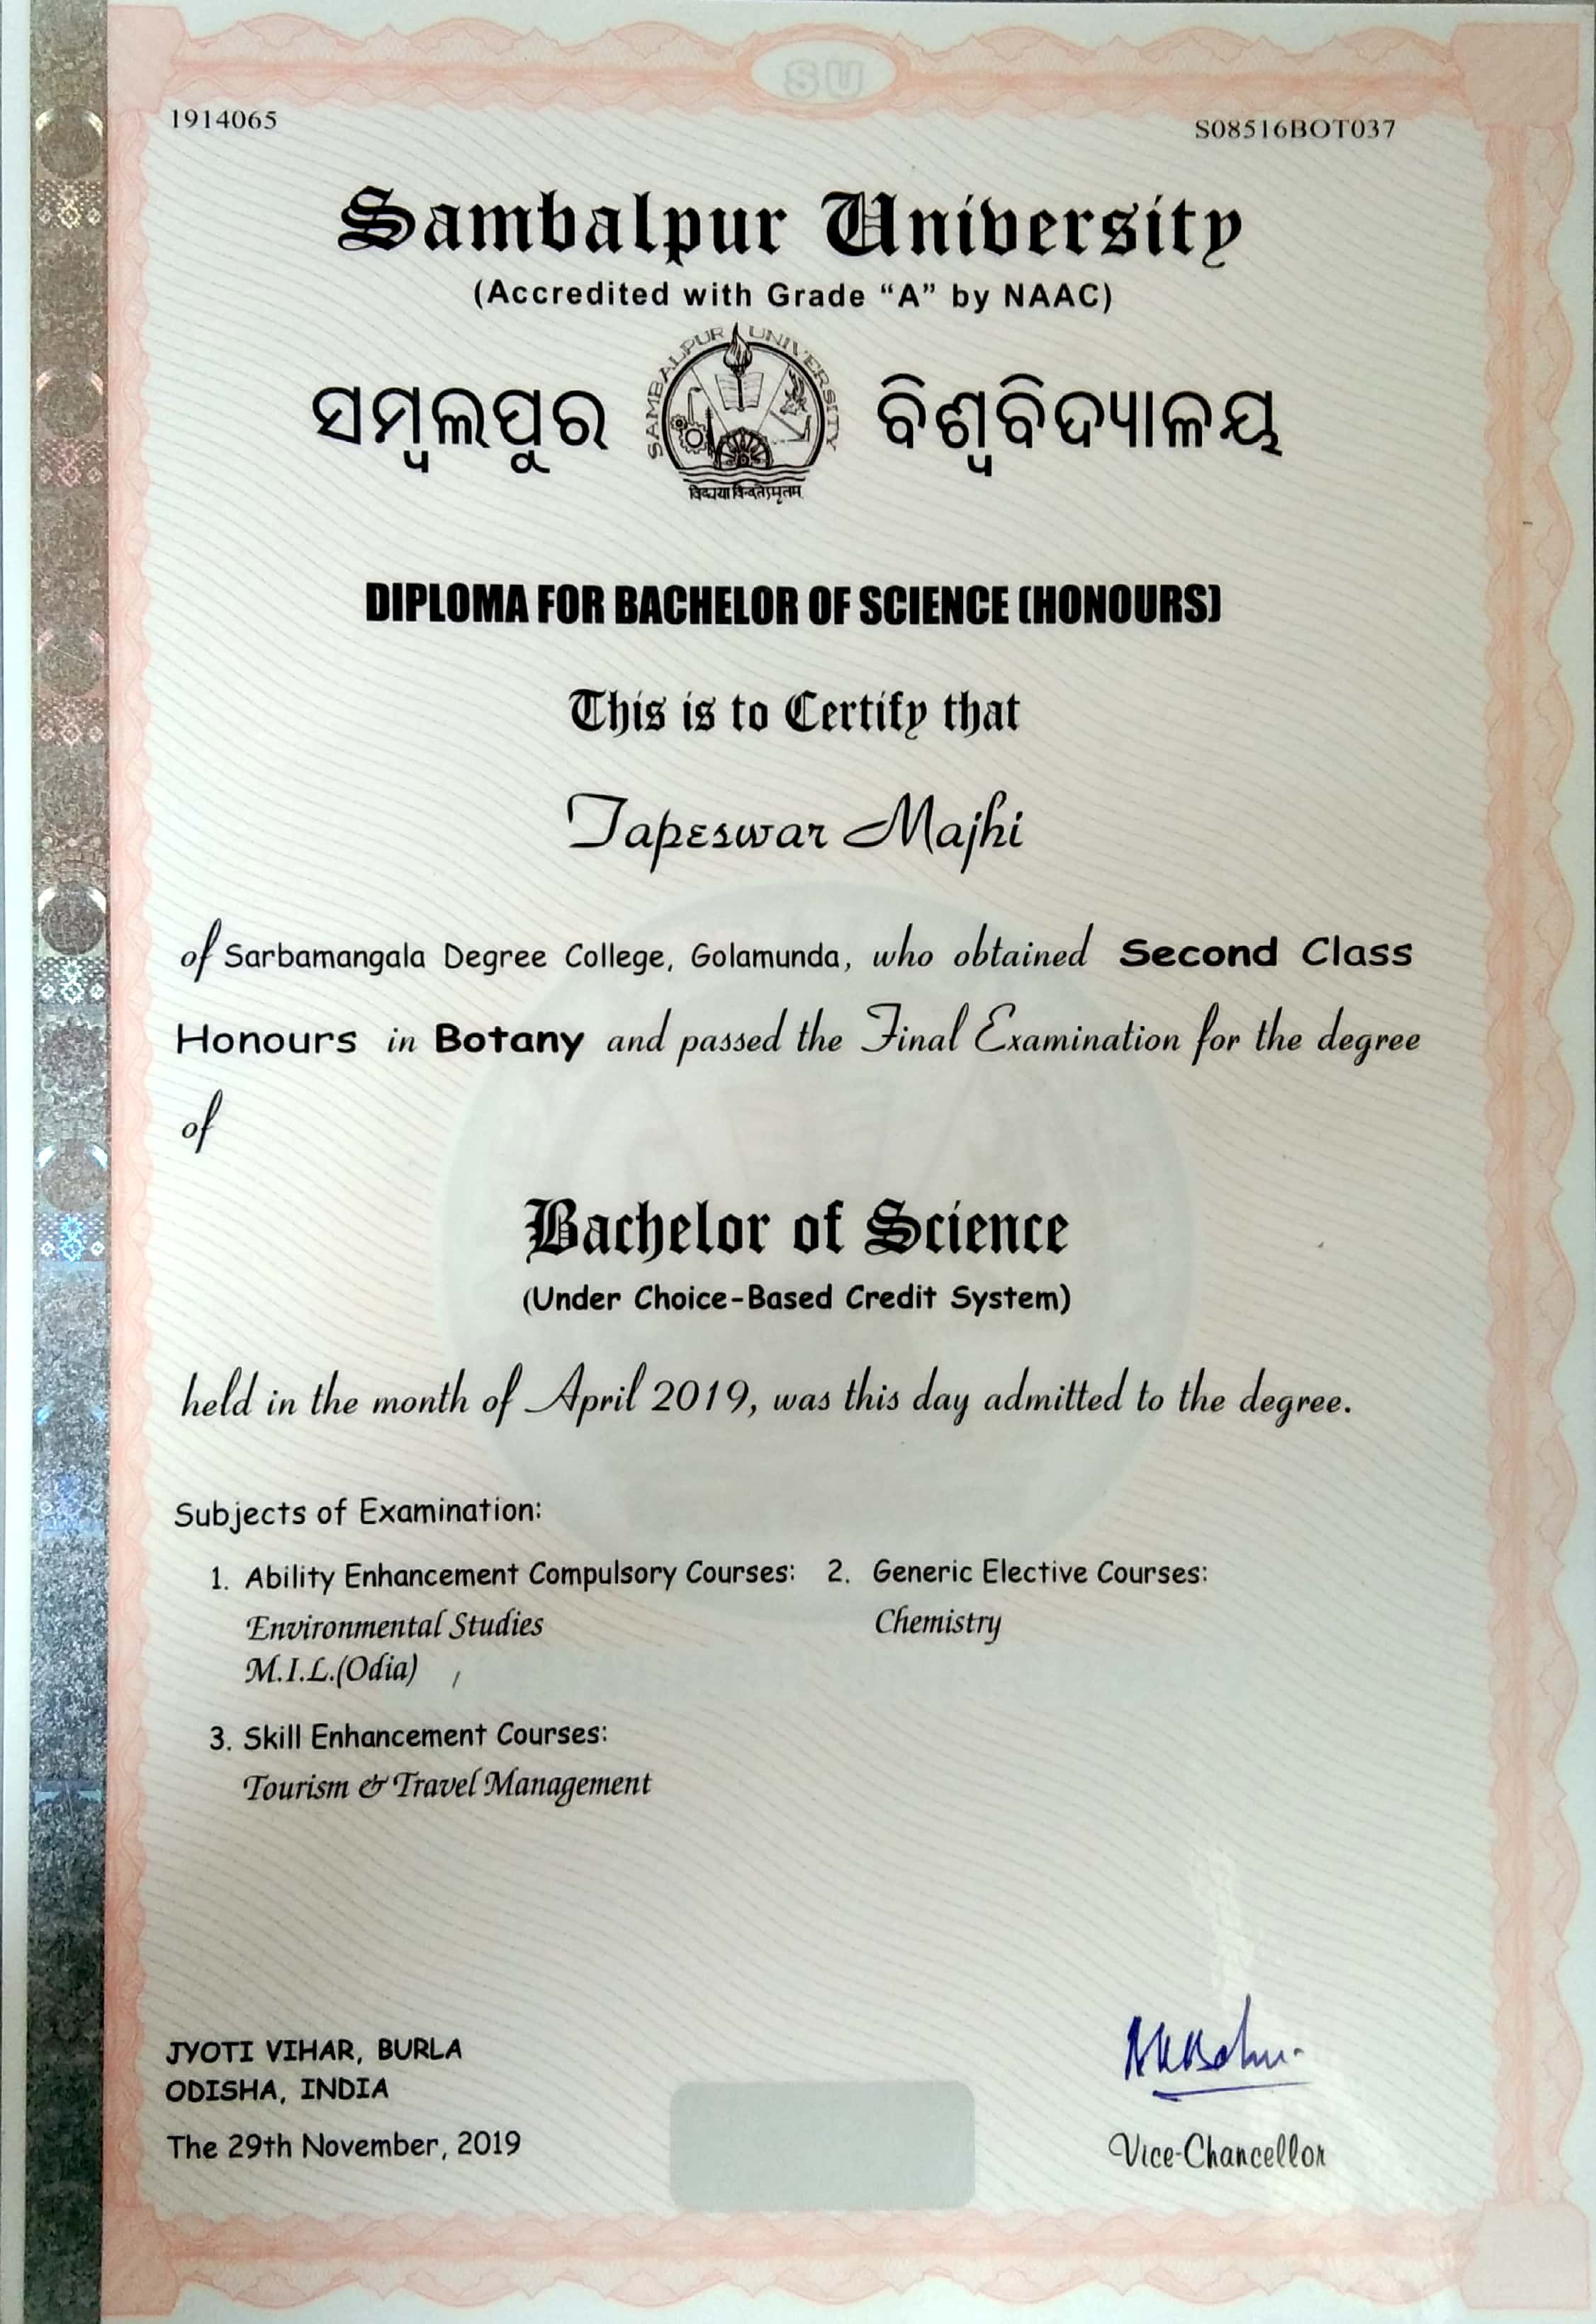 SU
1914065
S08516BOT037
Sambalpur University
(Accredited with Grade “A” by NAAC)
SAMBALPUR UNIVERSITY
ସମ୍ବଲପୁର ବିଶ୍ୱବିଦ୍ୟାଳୟ
DIPLOMA FOR BACHELOR OF SCIENCE (HONOURS)
This is to Certify that
Tapeswar Majhi
of Sarbamangala Degree College, Golamunda, who obtained Second Class
Honours in Botany and passed the Final Examination for the degree
of
Bachelor of Science
(Under Choice-Based Credit System)
held in the month of April 2019, was this day admitted to the degree.
Subjects of Examination:
1. Ability Enhancement Compulsory Courses: 2. Generic Elective Courses:
Environmental Studies Chemistry
M.I.L.(Odia)
3. Skill Enhancement Courses:
Tourism & Travel Management
JYOTI VIHAR, BURLA
ODISHA, INDIA
The 29th November, 2019
Vice-Chancellor